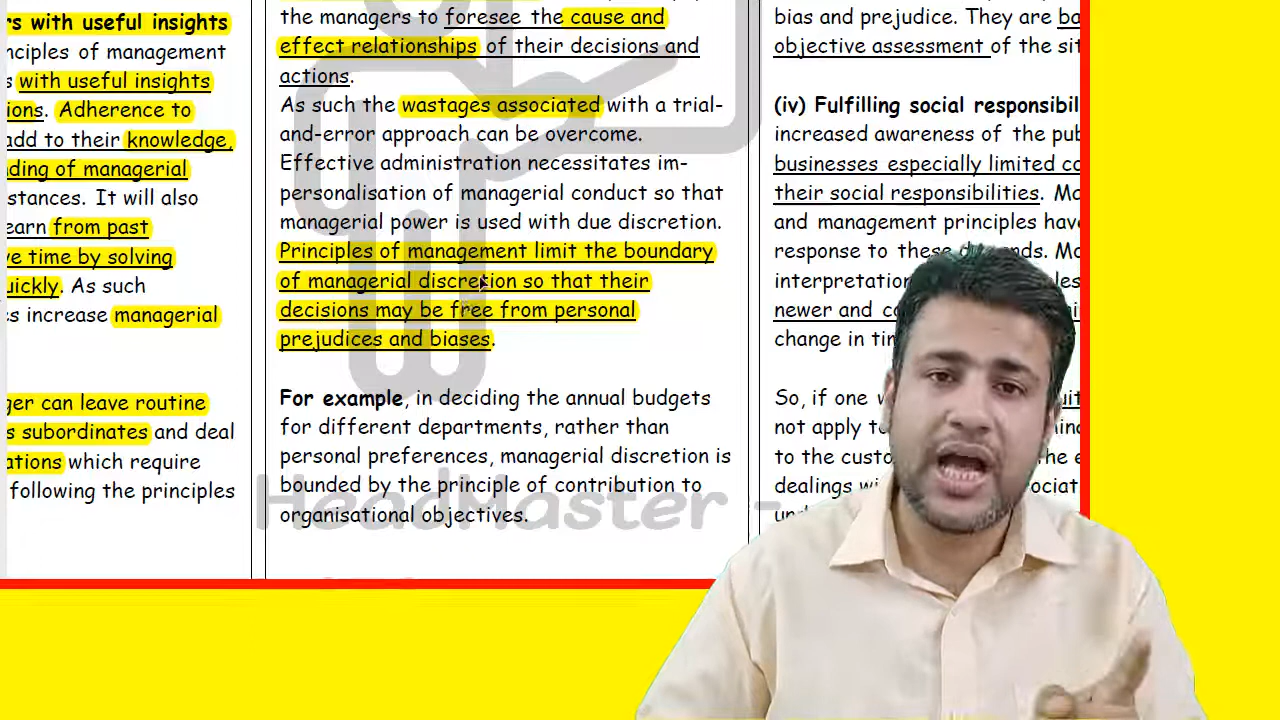 rs with useful insights
nciples of management
s with useful insights
ions. Adherence to
add to their knowledge,
nding of managerial
stances. It will also
earn from past
ve time by solving
uickly. As such
es increase managerial
ger can leave routine
s subordinates and deal
ations which require
following the principles
the managers to foresee the cause and
effect relationships of their decisions and
actions.
As such the wastages associated with a trial-
and-error approach can be overcome.
Effective administration necessitates im-
personalisation of managerial conduct so that
managerial power is used with due discretion.
Principles of management limit the boundary
of managerial discretion so that their
decisions may be free from personal
prejudices and biases.
For example, in deciding the annual budgets
for different departments, rather than
personal preferences, managerial discretion is
bounded by the principle of contribution to
organisational objectives.
HeadMaster -
bias and prejudice. They are ba
objective assessment of the sit
(iv) Fulfilling social responsibil
increased awareness of the pub
businesses especially limited co
their social responsibilities. Ma
and management principles have
response to these demands. Mo
interpretation
newer and co
change in tim
So, if one
not apply to
to the custo
dealings wi